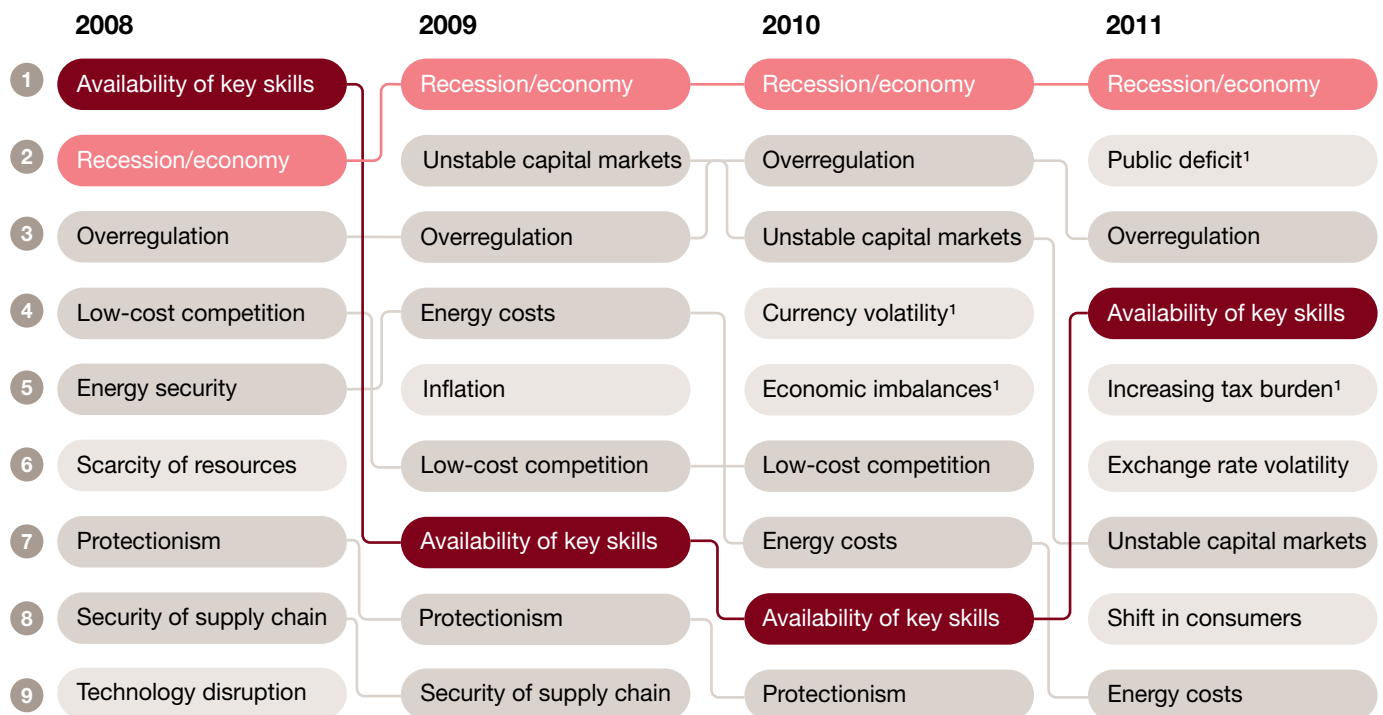 2008 2009 2010 2011
1 Availability of key skills Recession/economy Recession/economy Recession/economy
2 Recession/economy Unstable capital markets Overregulation Public deficit¹
3 Overregulation Overregulation Unstable capital markets Overregulation
4 Low-cost competition Energy costs Currency volatility¹ Availability of key skills
5 Energy security Inflation Economic imbalances¹ Increasing tax burden¹
6 Scarcity of resources Low-cost competition Low-cost competition Exchange rate volatility
7 Protectionism Availability of key skills Energy costs Unstable capital markets
8 Security of supply chain Protectionism Availability of key skills Shift in consumers
9 Technology disruption Security of supply chain Protectionism Energy costs